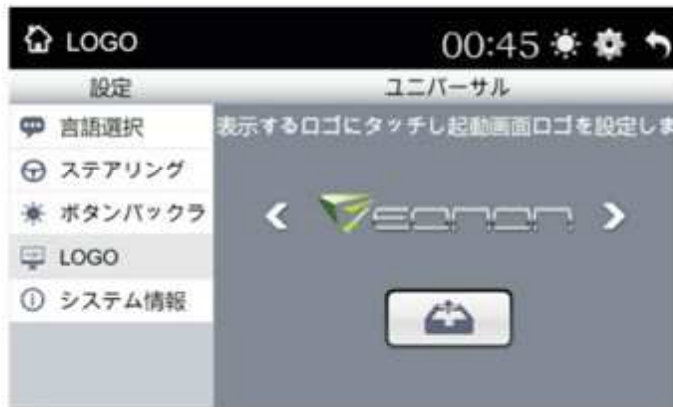 LOGO
00:45
設定
ユニバーサル
言語選択
ステアリング
ボタンバックラ
LOGO
システム情報
表示するロゴにタッチし起動画面ロゴを設定しま
eonon